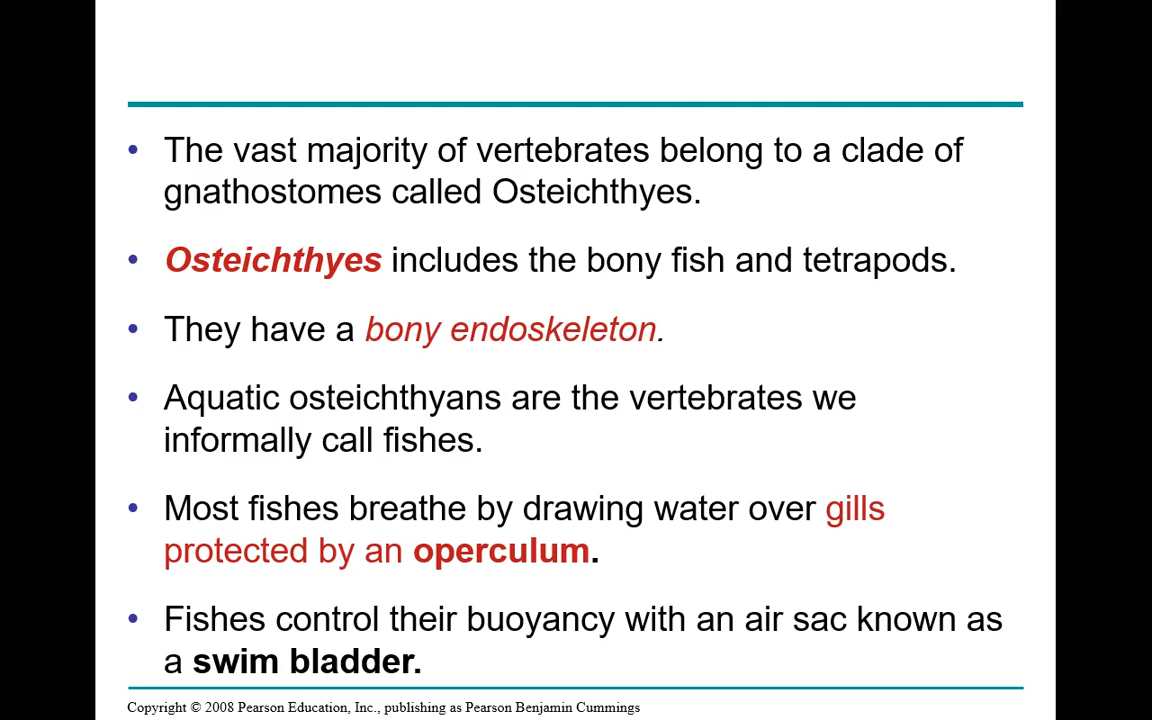 • The vast majority of vertebrates belong to a clade of
gnathostomes called Osteichthyes.
• Osteichthyes includes the bony fish and tetrapods.
• They have a bony endoskeleton.
• Aquatic osteichthyans are the vertebrates we
informally call fishes.
• Most fishes breathe by drawing water over gills
protected by an operculum.
• Fishes control their buoyancy with an air sac known as
a swim bladder.
Copyright © 2008 Pearson Education, Inc., publishing as Pearson Benjamin Cummings